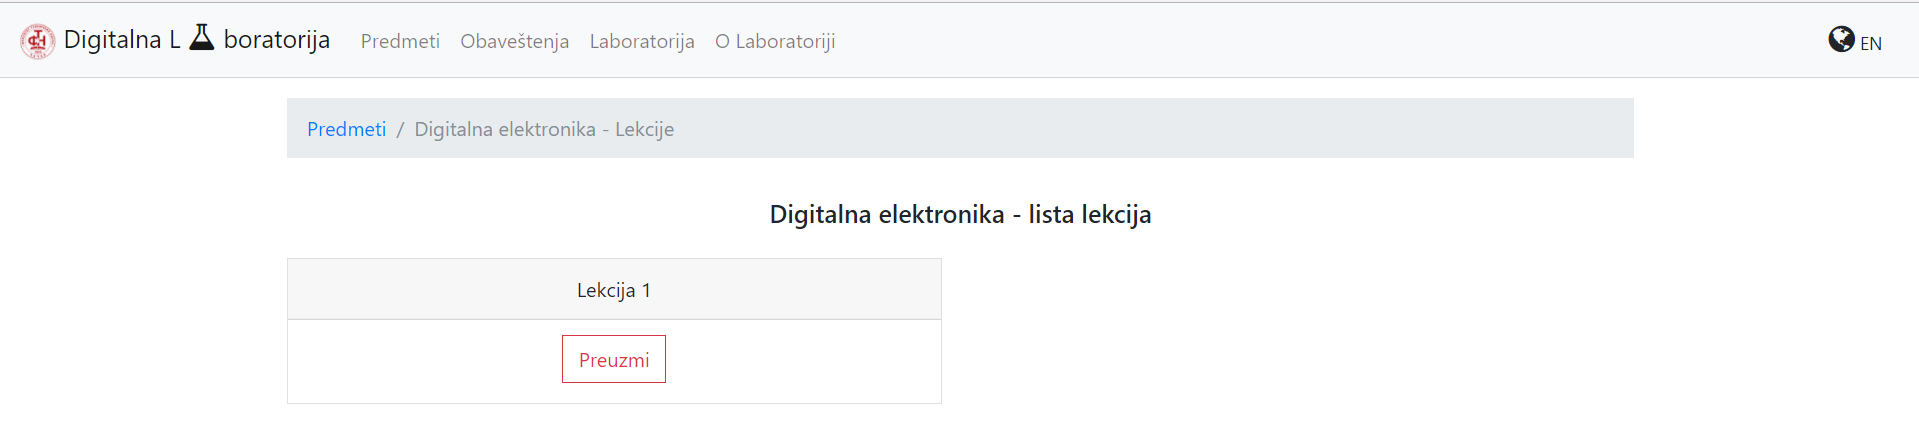 Digitalna L boratorija Predmeti Obaveštenja Laboratorija O Laboratoriji EN
Predmeti / Digitalna elektronika - Lekcije
Digitalna elektronika - lista lekcija
Lekcija 1
Preuzmi